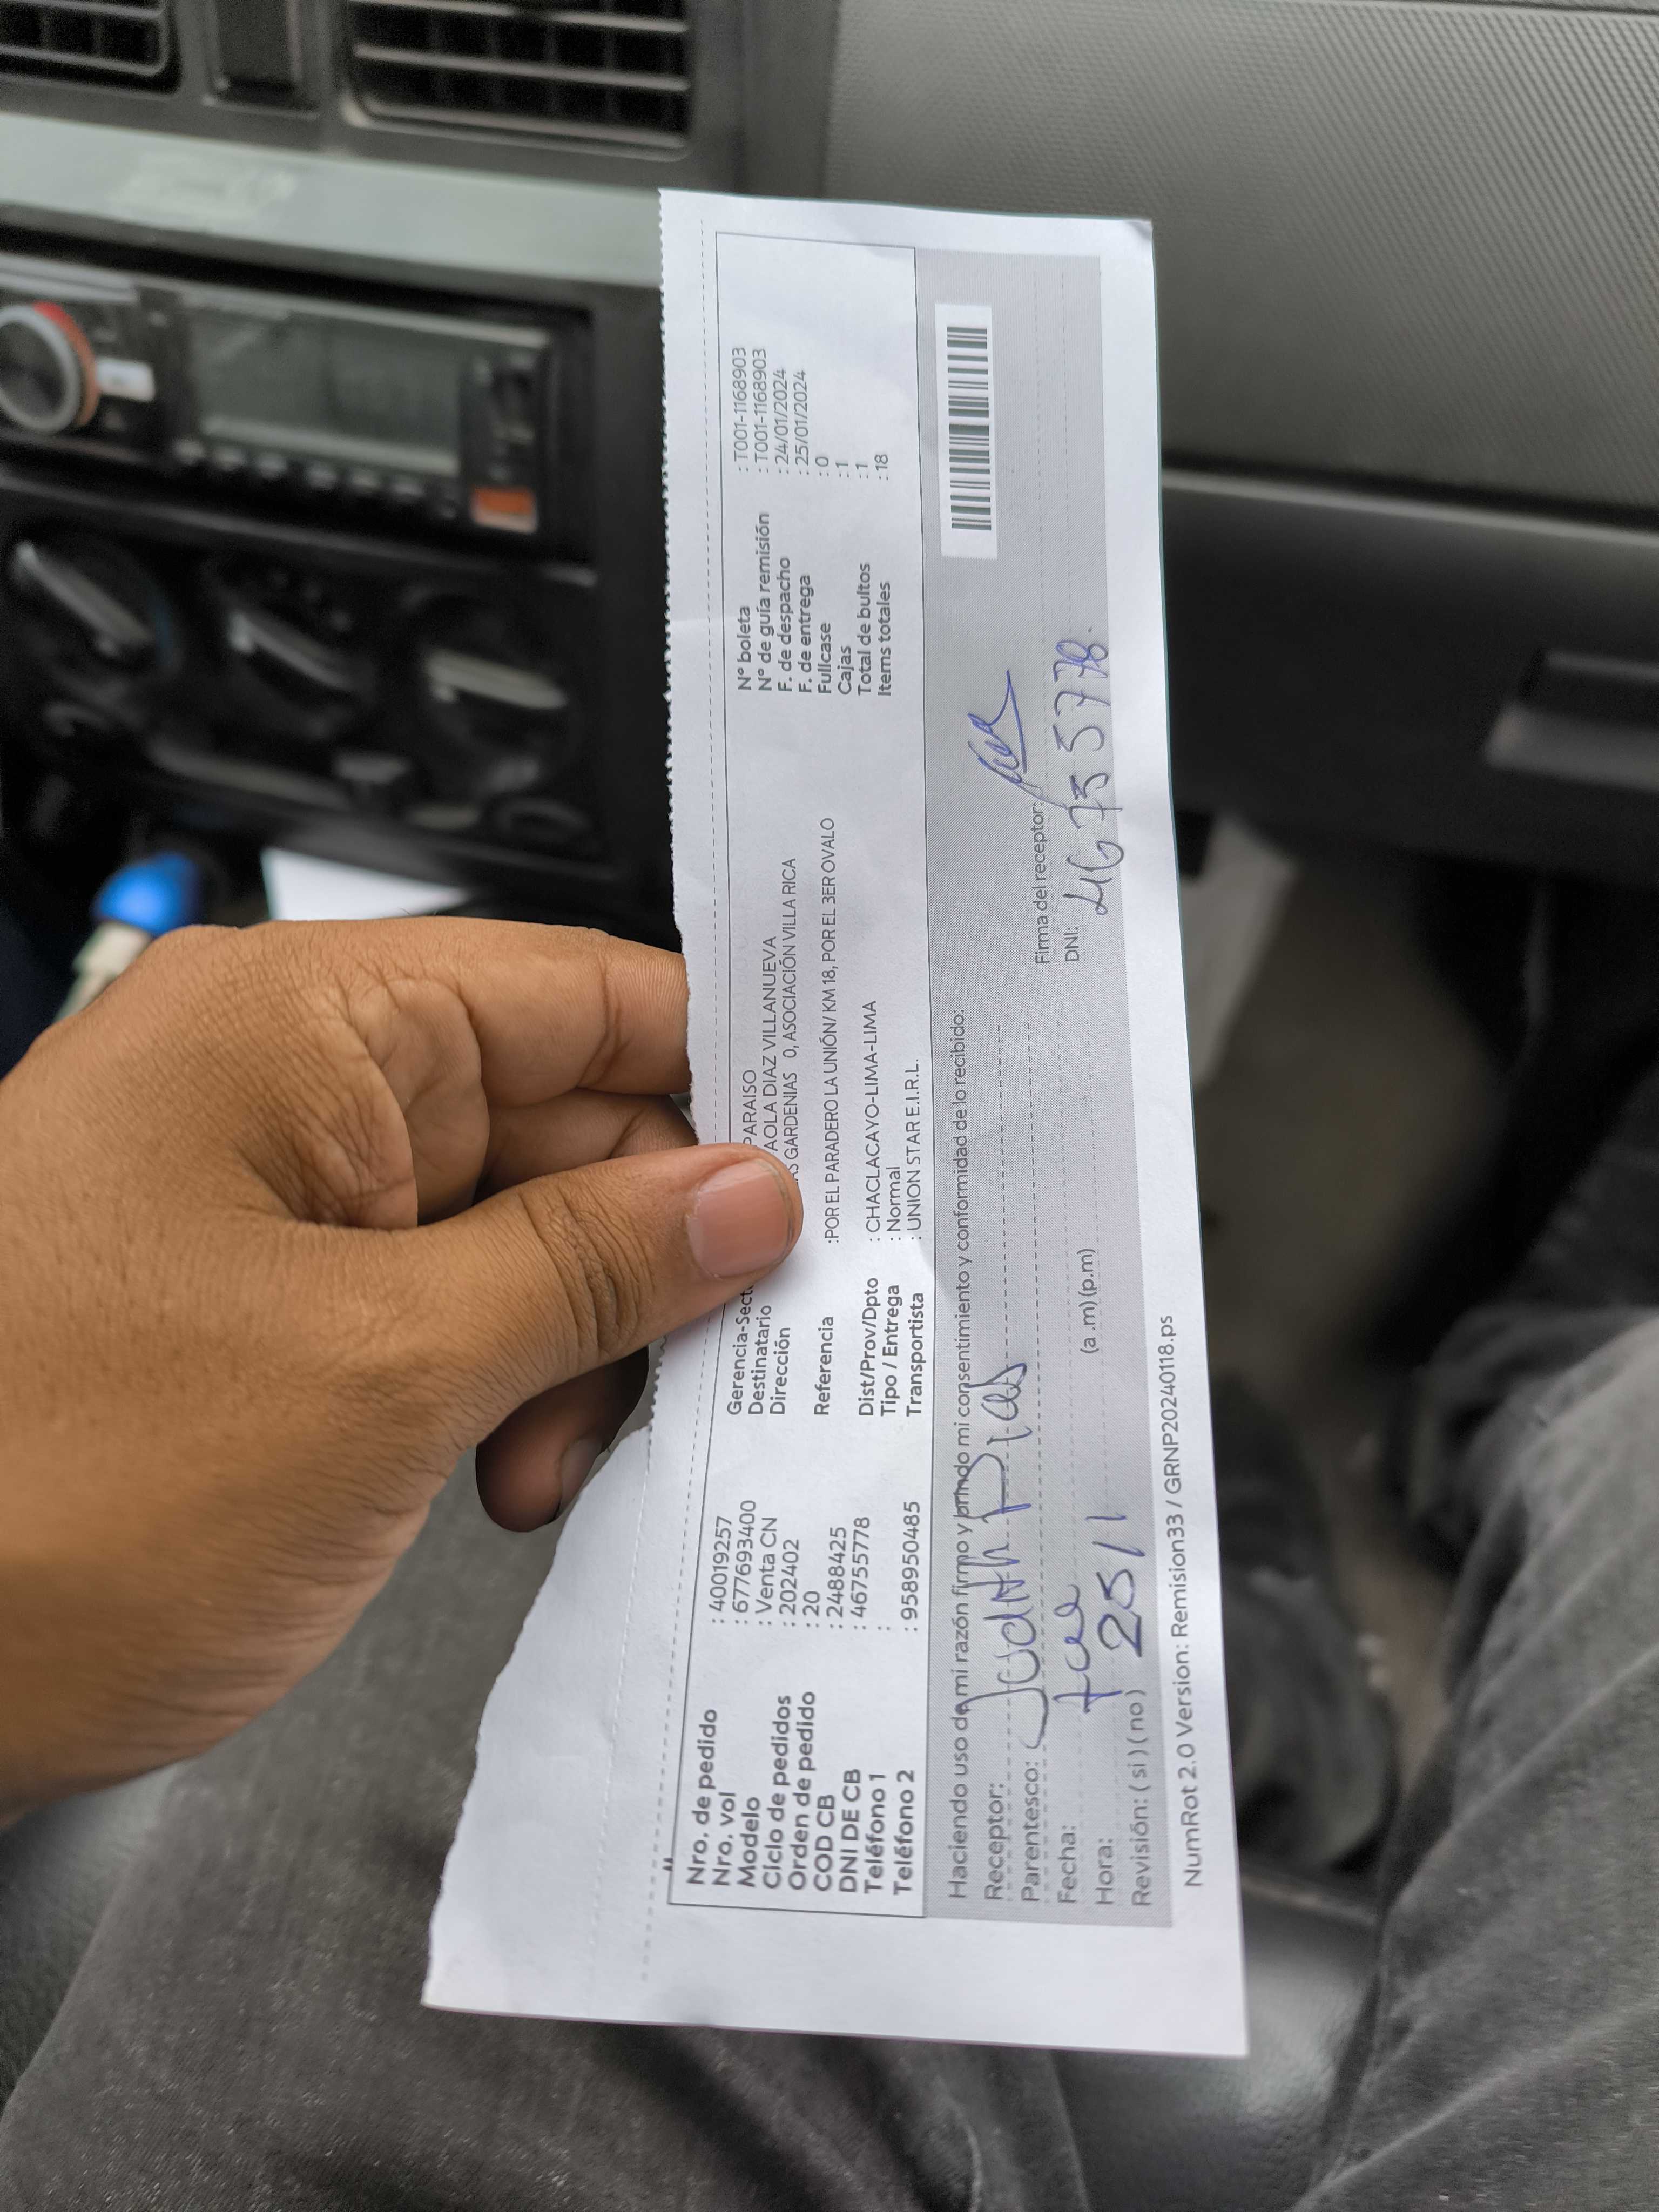 Nro. de pedido : 40019257
Nro. vol : 677693400
Modelo : Venta CN
Ciclo de pedidos : 202402
Orden de pedido : 20
COD CB : 2488425
DNI DE CB : 46755778
Teléfono 1 :
Teléfono 2 : 958950485
Gerencia-Sect PARAISO
Destinatario AOLA DIAZ VILLANUEVA
Dirección AS GARDENIAS 0, ASOCIACIÓN VILLA RICA
Referencia :POR EL PARADERO LA UNIÓN/ KM 18, POR EL 3ER OVALO
Dist/Prov/Dpto : CHACLACAYO-LIMA-LIMA
Tipo / Entrega : Normal
Transportista : UNION STAR E.I.R.L.
N° boleta : T001-1168903
N° de guía remisión : T001-1168903
F. de despacho : 24/01/2024
F. de entrega : 25/01/2024
Fullcase : 0
Cajas : 1
Total de bultos : 1
Items totales : 18
Haciendo uso de mi razón firmo y brindo mi consentimiento y conformidad de lo recibido:
Receptor: Judith
Parentesco:
Fecha:
Hora: 25/1 (a .m) (p.m)
Revisión: ( si ) ( no )
Firma del receptor:
DNI: 46755778.
NumRot 2.0 Version: Remision33 / GRNP20240118.ps